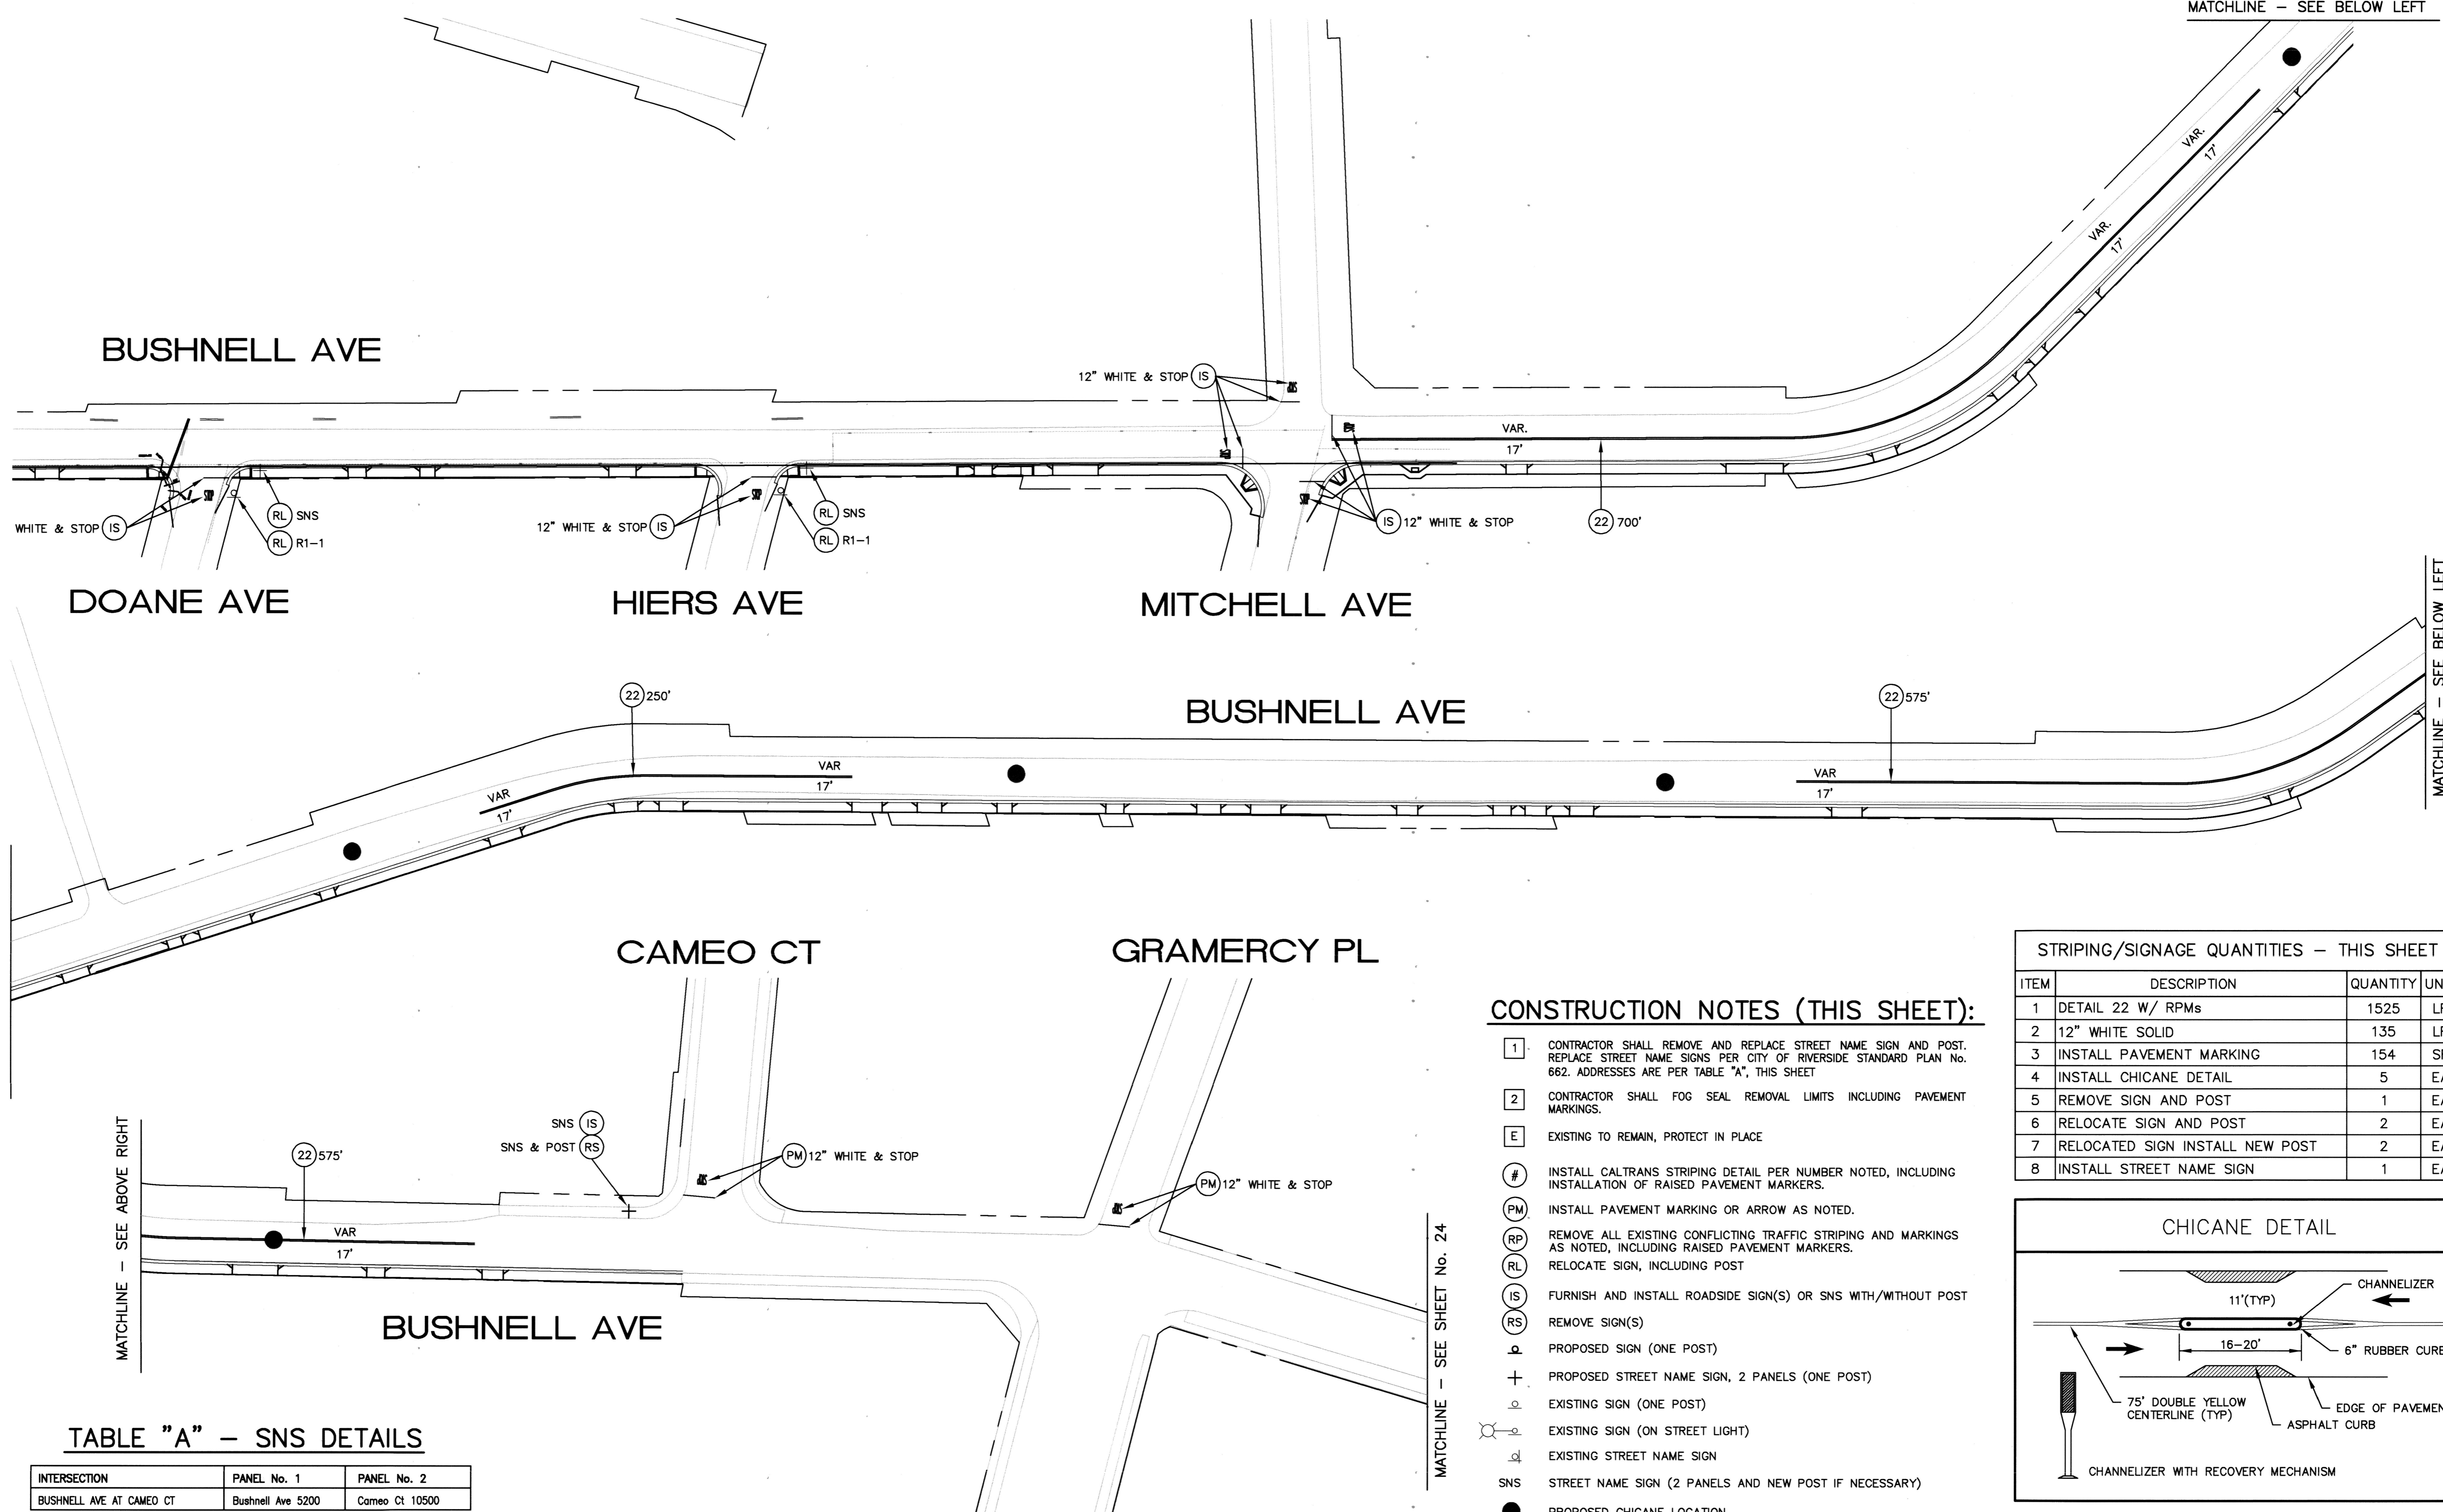 MATCHLINE – SEE BELOW LEFT
VAR.
17'
VAR.
17'
BUSHNELL AVE
12" WHITE & STOP IS
VAR.
17'
RL SNS
RL R1–1
WHITE & STOP IS
12" WHITE & STOP IS
RL SNS
RL R1–1
IS 12" WHITE & STOP
22 700'
DOANE AVE
HIERS AVE
MITCHELL AVE
MATCHLINE – SEE BELOW LEFT
22 250'
BUSHNELL AVE
22 575'
VAR
17'
VAR
17'
VAR
17'
CAMEO CT
GRAMERCY PL
MATCHLINE – SEE ABOVE RIGHT
22 575'
SNS IS
SNS & POST RS
PM 12" WHITE & STOP
PM 12" WHITE & STOP
VAR
17'
BUSHNELL AVE
MATCHLINE – SEE SHEET No. 24
TABLE "A" – SNS DETAILS
INTERSECTION PANEL No. 1 PANEL No. 2
BUSHNELL AVE AT CAMEO CT Bushnell Ave 5200 Cameo Ct 10500
CONSTRUCTION NOTES (THIS SHEET):
1 CONTRACTOR SHALL REMOVE AND REPLACE STREET NAME SIGN AND POST.
REPLACE STREET NAME SIGNS PER CITY OF RIVERSIDE STANDARD PLAN No.
662. ADDRESSES ARE PER TABLE "A", THIS SHEET
2 CONTRACTOR SHALL FOG SEAL REMOVAL LIMITS INCLUDING PAVEMENT
MARKINGS.
E EXISTING TO REMAIN, PROTECT IN PLACE
# INSTALL CALTRANS STRIPING DETAIL PER NUMBER NOTED, INCLUDING
INSTALLATION OF RAISED PAVEMENT MARKERS.
PM INSTALL PAVEMENT MARKING OR ARROW AS NOTED.
RP REMOVE ALL EXISTING CONFLICTING TRAFFIC STRIPING AND MARKINGS
AS NOTED, INCLUDING RAISED PAVEMENT MARKERS.
RL RELOCATE SIGN, INCLUDING POST
IS FURNISH AND INSTALL ROADSIDE SIGN(S) OR SNS WITH/WITHOUT POST
RS REMOVE SIGN(S)
PROPOSED SIGN (ONE POST)
PROPOSED STREET NAME SIGN, 2 PANELS (ONE POST)
EXISTING SIGN (ONE POST)
EXISTING SIGN (ON STREET LIGHT)
EXISTING STREET NAME SIGN
SNS STREET NAME SIGN (2 PANELS AND NEW POST IF NECESSARY)
PROPOSED CHICANE LOCATION
STRIPING/SIGNAGE QUANTITIES – THIS SHEET
ITEM DESCRIPTION QUANTITY UN
1 DETAIL 22 W/ RPMs 1525 LF
2 12" WHITE SOLID 135 LF
3 INSTALL PAVEMENT MARKING 154 SF
4 INSTALL CHICANE DETAIL 5 EA
5 REMOVE SIGN AND POST 1 EA
6 RELOCATE SIGN AND POST 2 EA
7 RELOCATED SIGN INSTALL NEW POST 2 EA
8 INSTALL STREET NAME SIGN 1 EA
CHICANE DETAIL
CHANNELIZER
11'(TYP)
16–20'
6" RUBBER CURB
75' DOUBLE YELLOW
CENTERLINE (TYP)
EDGE OF PAVEMEN
ASPHALT CURB
CHANNELIZER WITH RECOVERY MECHANISM